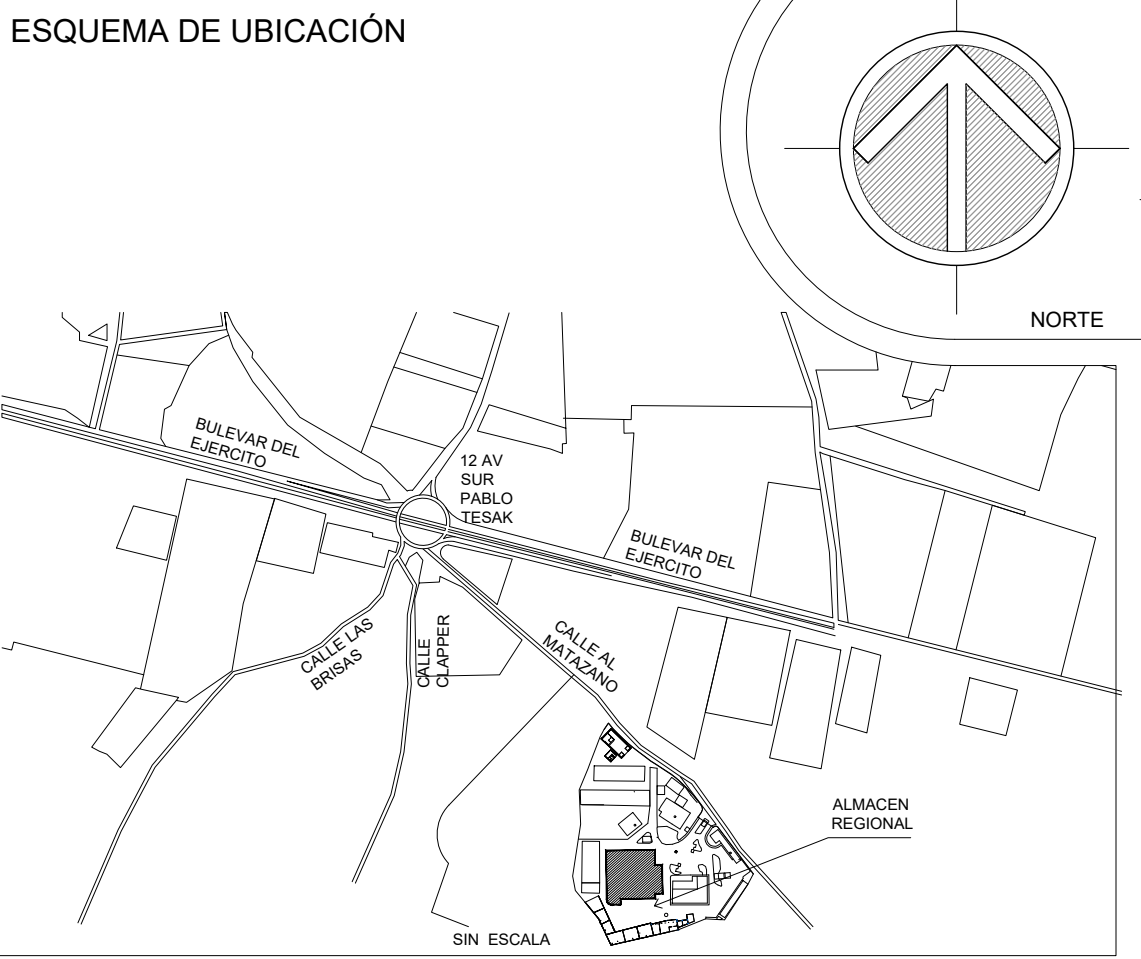 ESQUEMA DE UBICACIÓN
NORTE
BULEVAR DEL
EJERCITO
12 AV
SUR
PABLO
TESAK
BULEVAR DEL
EJERCITO
CALLE LAS
BRISAS
CALLE
CLAPPER
CALLE AL
MATAZANO
ALMACEN
REGIONAL
SIN ESCALA